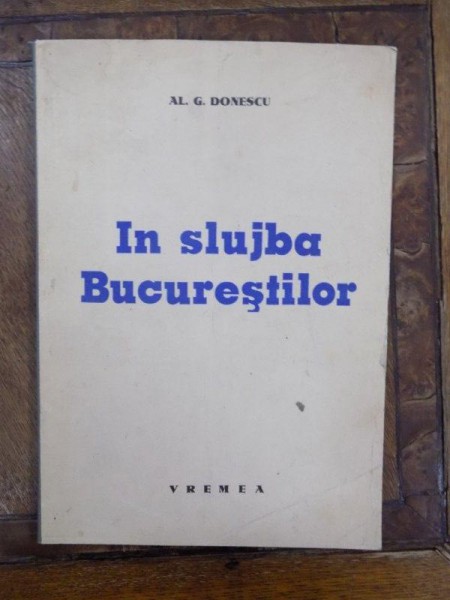 AL. G. DONESCU
In slujba
Bucureştilor
VREMEA